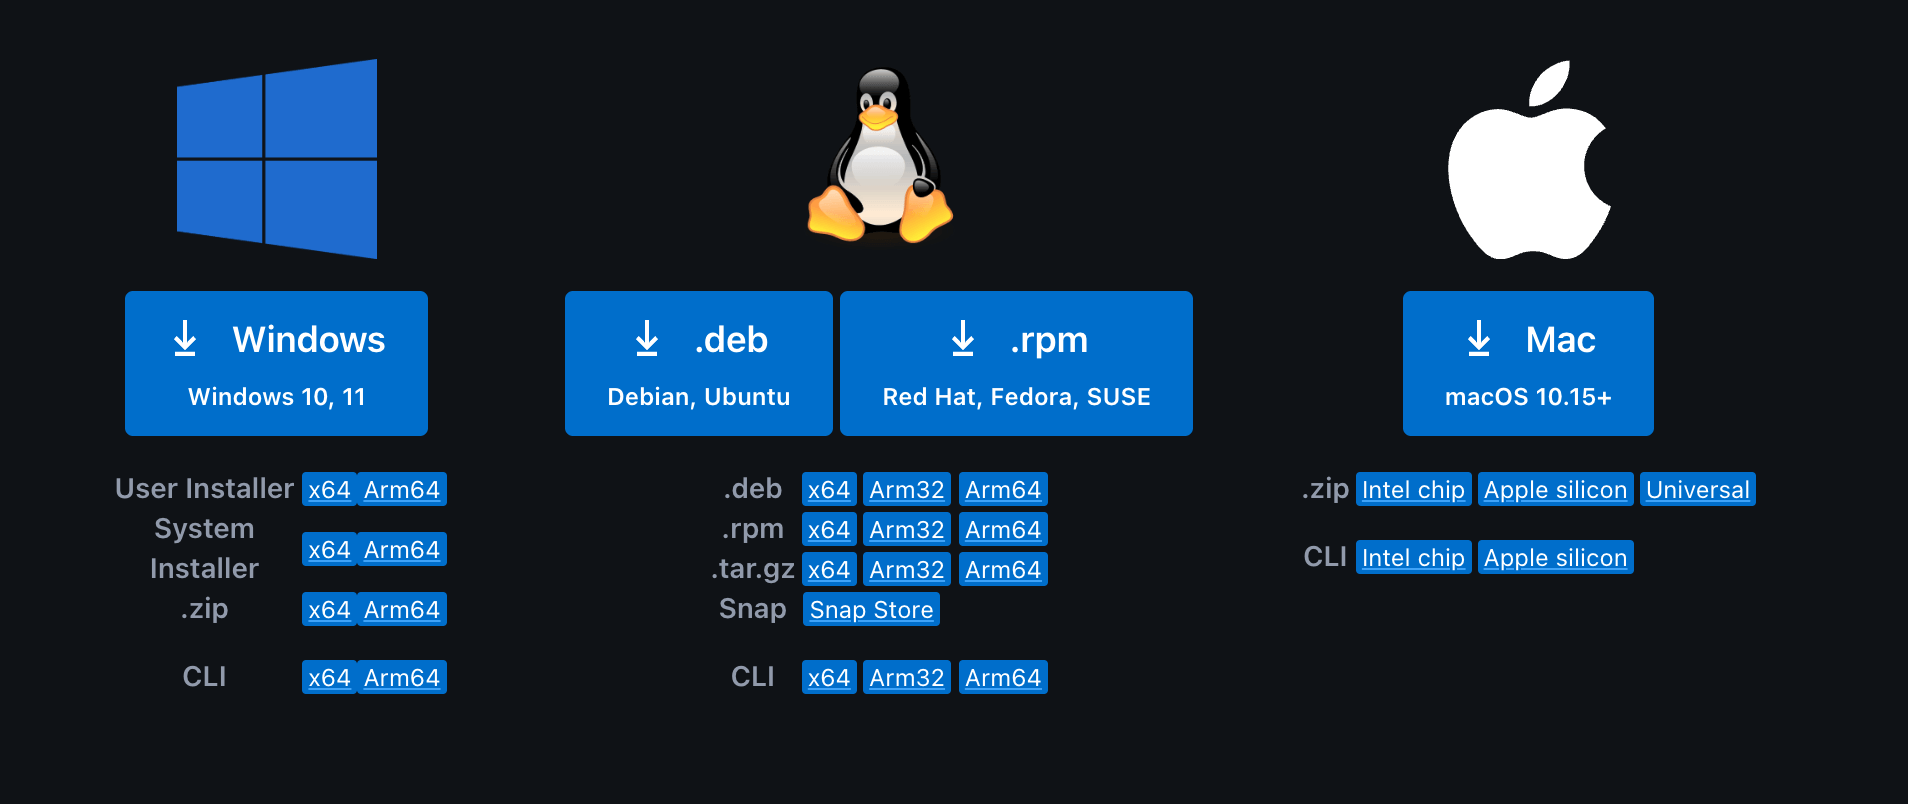 Windows
Windows 10, 11
User Installer x64 Arm64
System
Installer x64 Arm64
.zip x64 Arm64
CLI x64 Arm64
.deb
Debian, Ubuntu
.rpm
Red Hat, Fedora, SUSE
.deb x64 Arm32 Arm64
.rpm x64 Arm32 Arm64
.tar.gz x64 Arm32 Arm64
Snap Snap Store
CLI x64 Arm32 Arm64
Mac
macOS 10.15+
.zip Intel chip Apple silicon Universal
CLI Intel chip Apple silicon